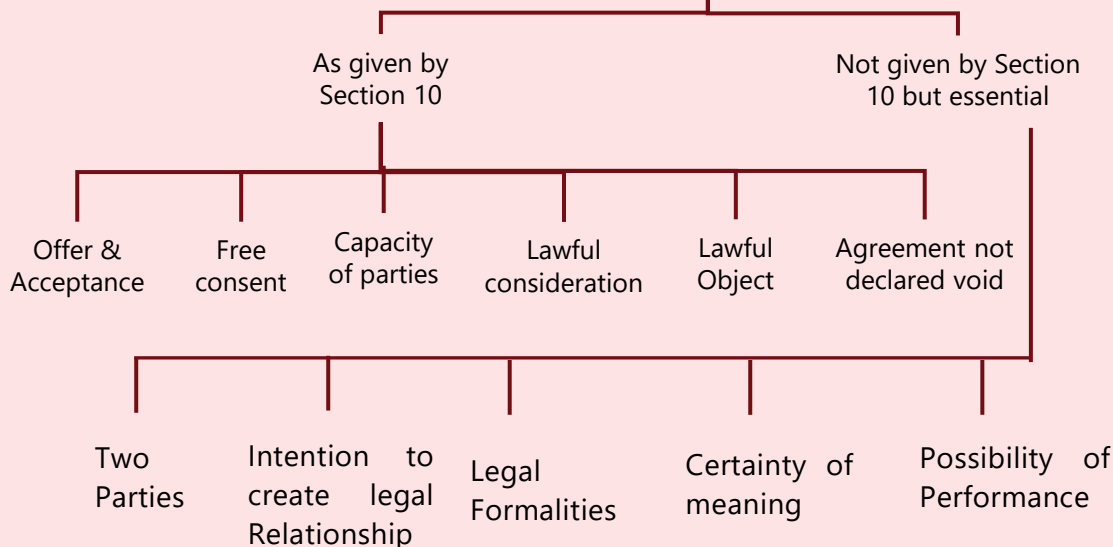 As given by
Section 10
Not given by Section
10 but essential
Offer &
Acceptance
Free
consent
Capacity
of parties
Lawful
consideration
Lawful
Object
Agreement not
declared void
Two
Parties
Intention to
create legal
Relationship
Legal
Formalities
Certainty of
meaning
Possibility of
Performance